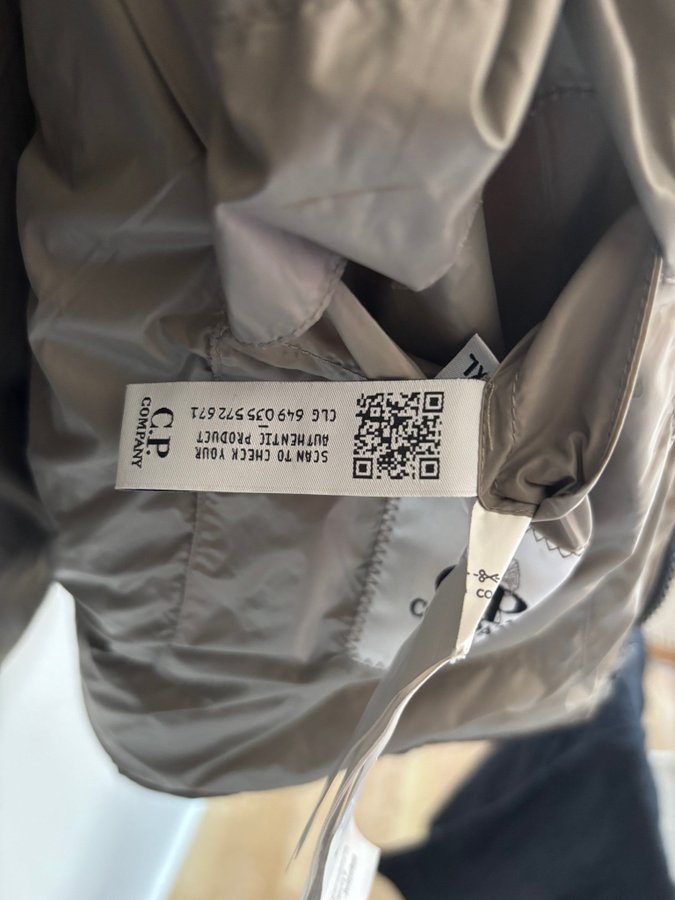 C.P.
COMPANY
SCAN TO CHECK YOUR
AUTHENTIC PRODUCT
CLG 649 035 572 671
XL